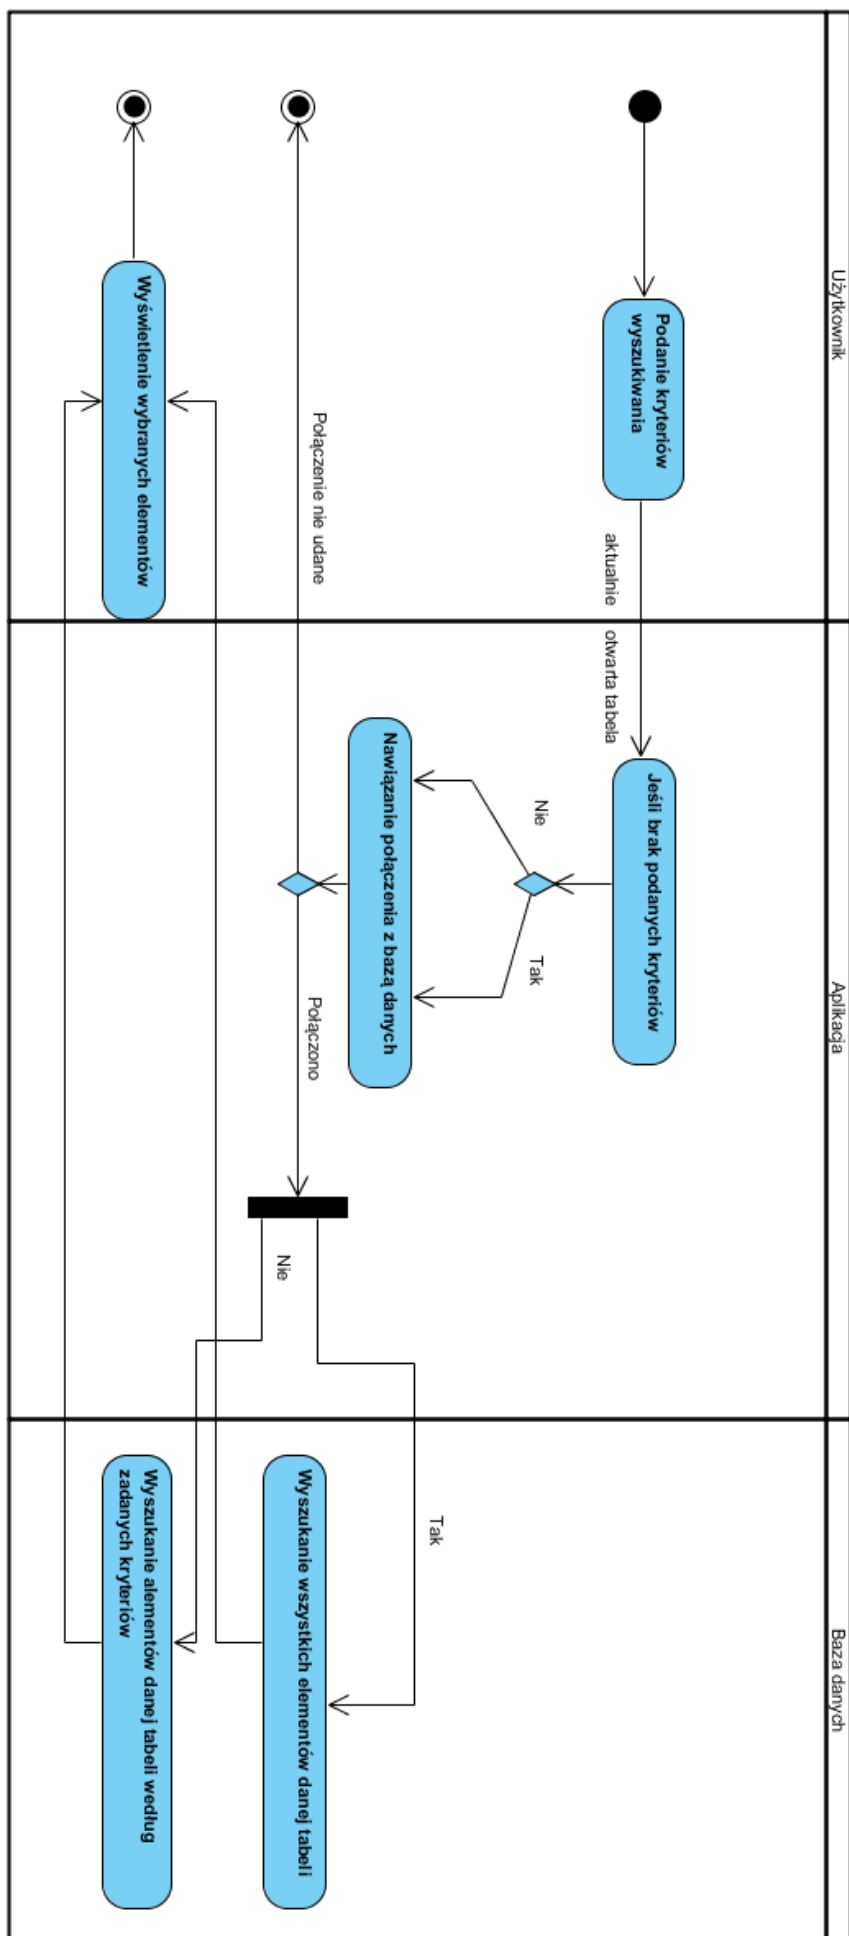 Użytkownik
Aplikacja
Baza danych
Podanie kryteriów
wyszukiwania
aktualnie otwarta tabela
Jeśli brak podanych kryteriów
Nie
Tak
Nawiązanie połączenia z bazą danych
Połączenie nie udane
Połączono
Nie
Tak
Wyszukanie wszystkich elementów danej tabeli
Wyszukanie alementów danej tabeli według
zadanych kryteriów
Wyświetlenie wybranych elementów